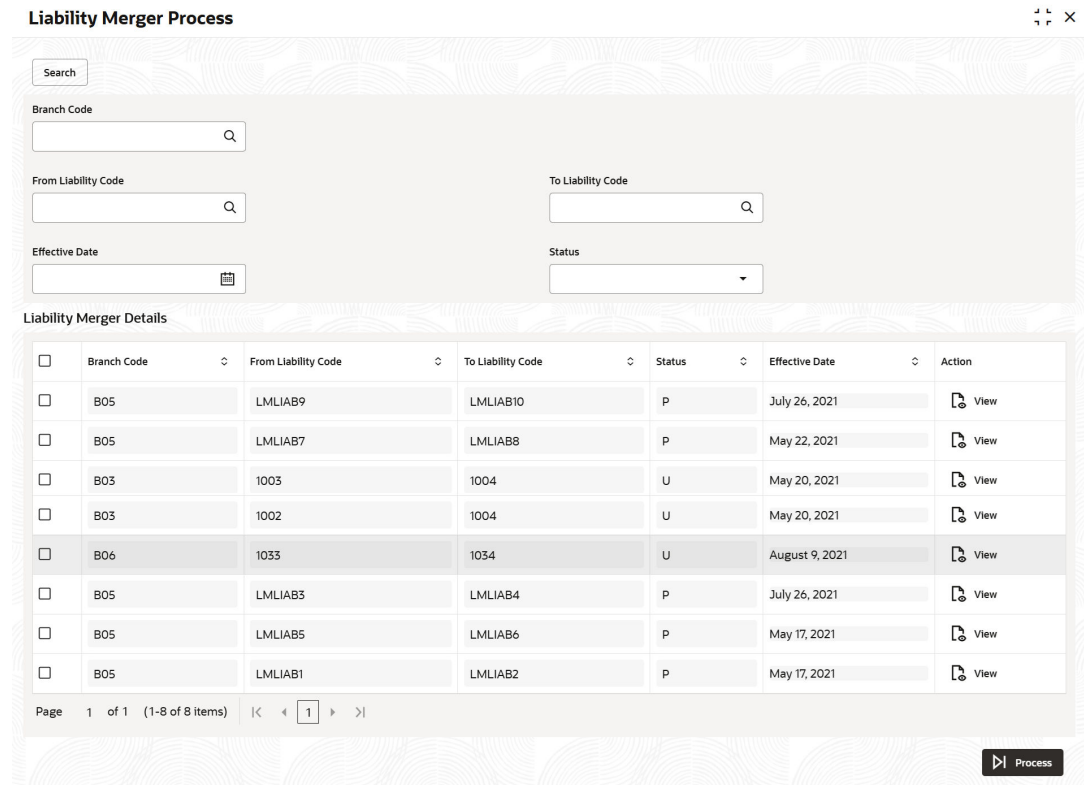 Liability Merger Process
Search
Branch Code
From Liability Code To Liability Code
Effective Date Status
Liability Merger Details
Branch Code From Liability Code To Liability Code Status Effective Date Action
B05 LMLIAB9 LMLIAB10 P July 26, 2021 View
B05 LMLIAB7 LMLIAB8 P May 22, 2021 View
B03 1003 1004 U May 20, 2021 View
B03 1002 1004 U May 20, 2021 View
B06 1033 1034 U August 9, 2021 View
B05 LMLIAB3 LMLIAB4 P July 26, 2021 View
B05 LMLIAB5 LMLIAB6 P May 17, 2021 View
B05 LMLIAB1 LMLIAB2 P May 17, 2021 View
Page 1 of 1 (1-8 of 8 items) 1
Process